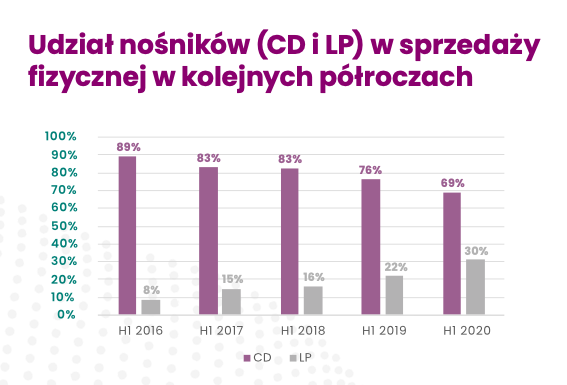 Udział nośników (CD i LP) w sprzedaży
fizycznej w kolejnych półroczach
100%
90%
80%
70%
60%
50%
40%
30%
20%
10%
0%
89%
8%
83%
15%
83%
16%
76%
22%
69%
30%
H1 2016
H1 2017
H1 2018
H1 2019
H1 2020
CD
LP